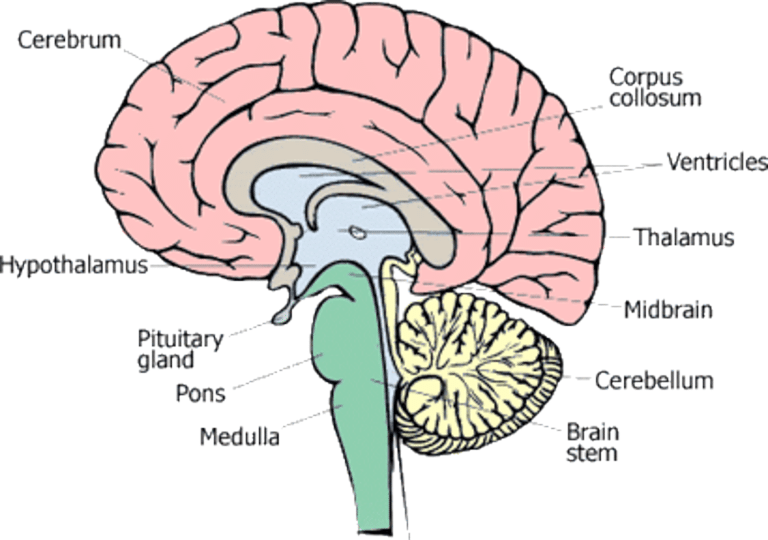 Cerebrum
Corpus
collosum
Ventricles
Thalamus
Hypothalamus
Midbrain
Pituitary
gland
Pons
Cerebellum
Medulla
Brain
stem